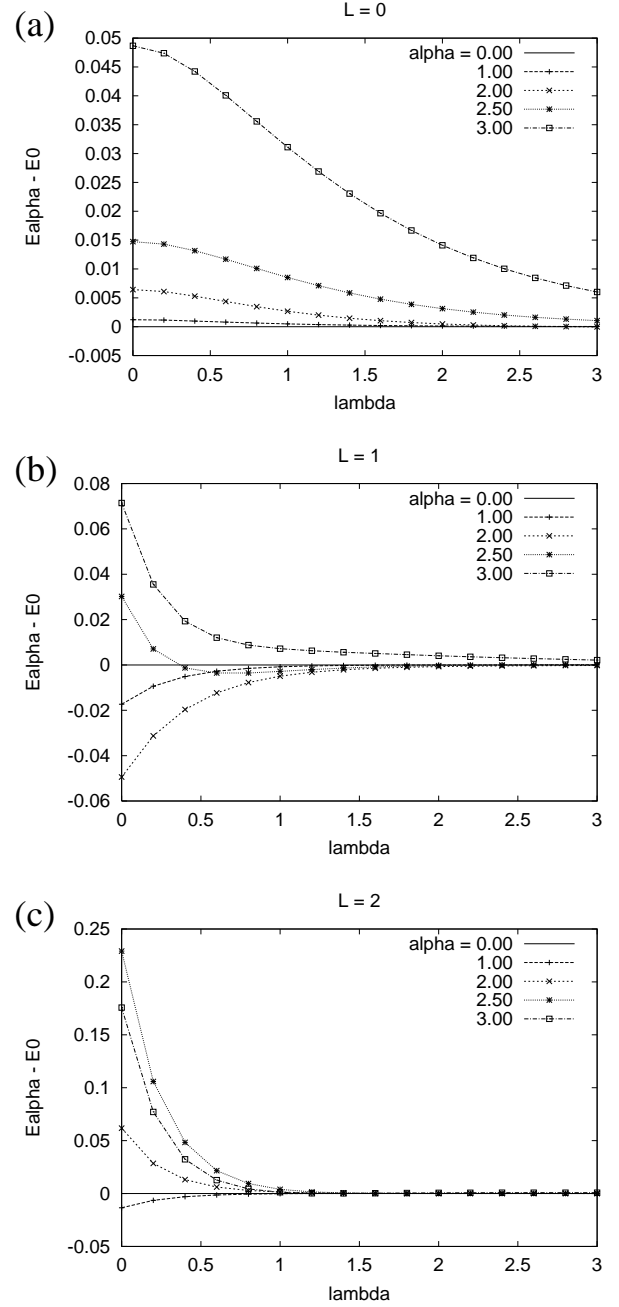 (a)
L = 0
Ealpha - E0
0.05
0.045
0.04
0.035
0.03
0.025
0.02
0.015
0.01
0.005
0
-0.005
alpha = 0.00
1.00
2.00
2.50
3.00
0 0.5 1 1.5 2 2.5 3
lambda
(b)
L = 1
Ealpha - E0
0.08
0.06
0.04
0.02
0
-0.02
-0.04
-0.06
alpha = 0.00
1.00
2.00
2.50
3.00
0 0.5 1 1.5 2 2.5 3
lambda
(c)
L = 2
Ealpha - E0
0.25
0.2
0.15
0.1
0.05
0
-0.05
alpha = 0.00
1.00
2.00
2.50
3.00
0 0.5 1 1.5 2 2.5 3
lambda